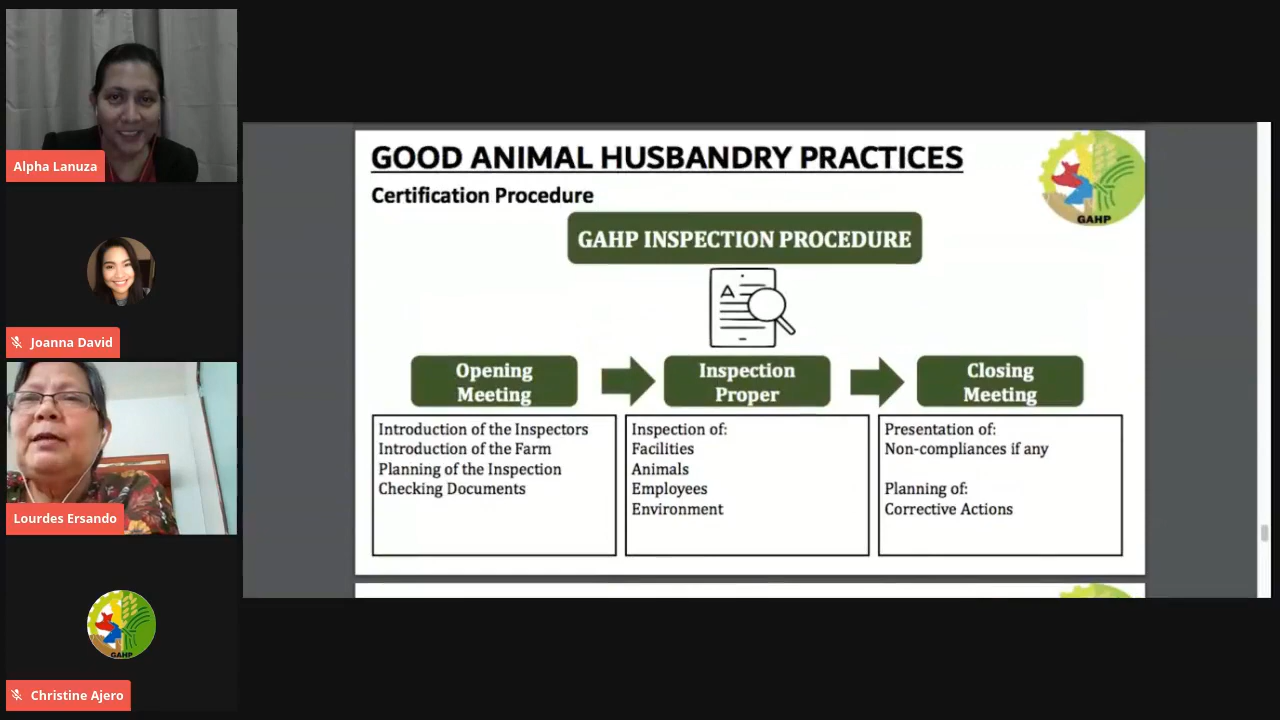 Alpha Lanuza
Joanna David
Lourdes Ersando
GAHP
Christine Ajero
GOOD ANIMAL HUSBANDRY PRACTICES
Certification Procedure
GAHP
GAHP INSPECTION PROCEDURE
A
Opening
Meeting
Inspection
Proper
Closing
Meeting
Introduction of the Inspectors
Introduction of the Farm
Planning of the Inspection
Checking Documents
Inspection of:
Facilities
Animals
Employees
Environment
Presentation of:
Non-compliances if any
Planning of:
Corrective Actions